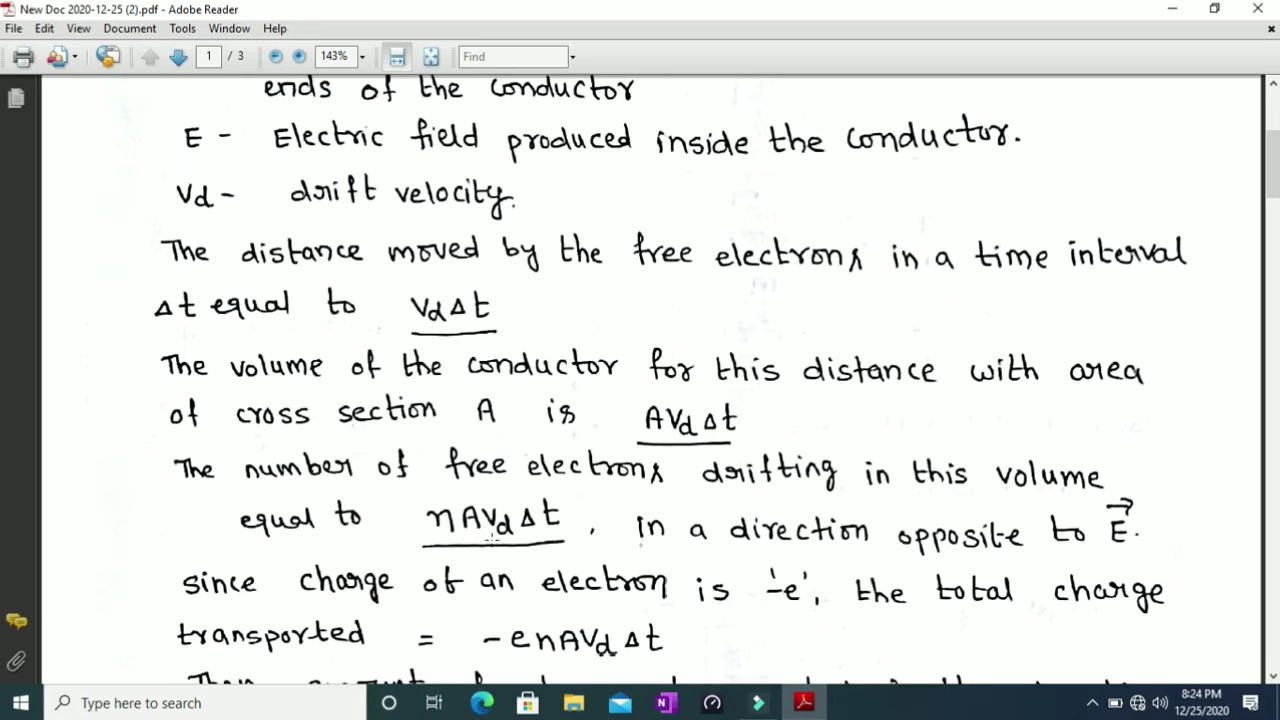 New Doc 2020-12-25 (2).pdf - Adobe Reader
File Edit View Document Tools Window Help
1 / 3 143% Find
ends of the conductor
E - Electric field produced inside the conductor.
Vd - drift velocity.
The distance moved by the free electrons in a time interval
Δt equal to VdΔt
The volume of the conductor for this distance with area
of cross section A is AVdΔt
The number of free electrons drifting in this volume
equal to nAVdΔt , in a direction opposite to E⃗.
since charge of an electron is '-e', the total charge
transported = -enAVdΔt
Type here to search
8:24 PM
12/25/2020